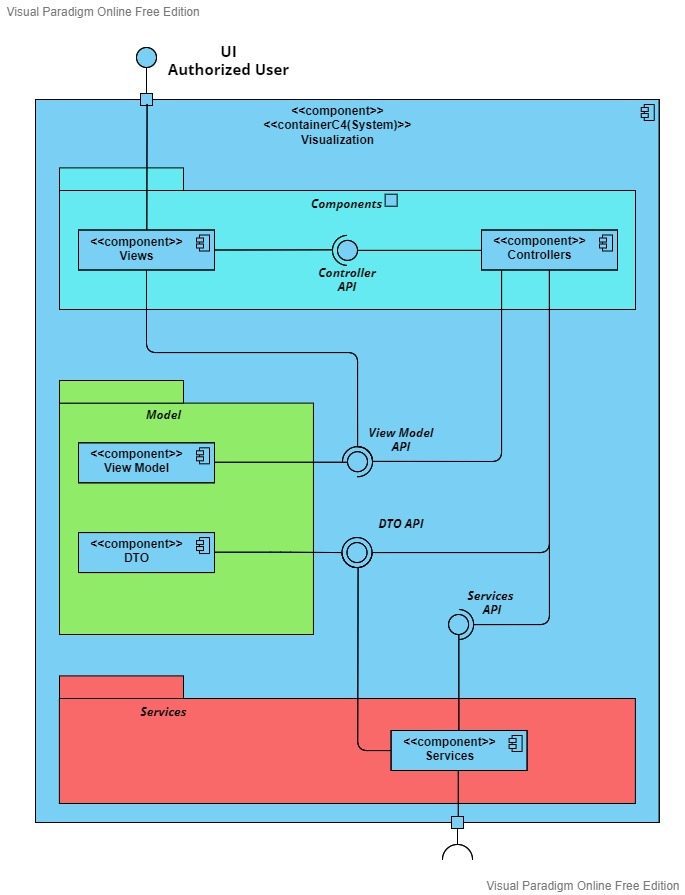 Visual Paradigm Online Free Edition
UI
Authorized User
<<component>>
<<containerC4(System)>>
Visualization
Components
<<component>>
Views
<<component>>
Controllers
Controller
API
Model
View Model
API
<<component>>
View Model
DTO API
<<component>>
DTO
Services
API
Services
<<component>>
Services
Visual Paradigm Online Free Edition